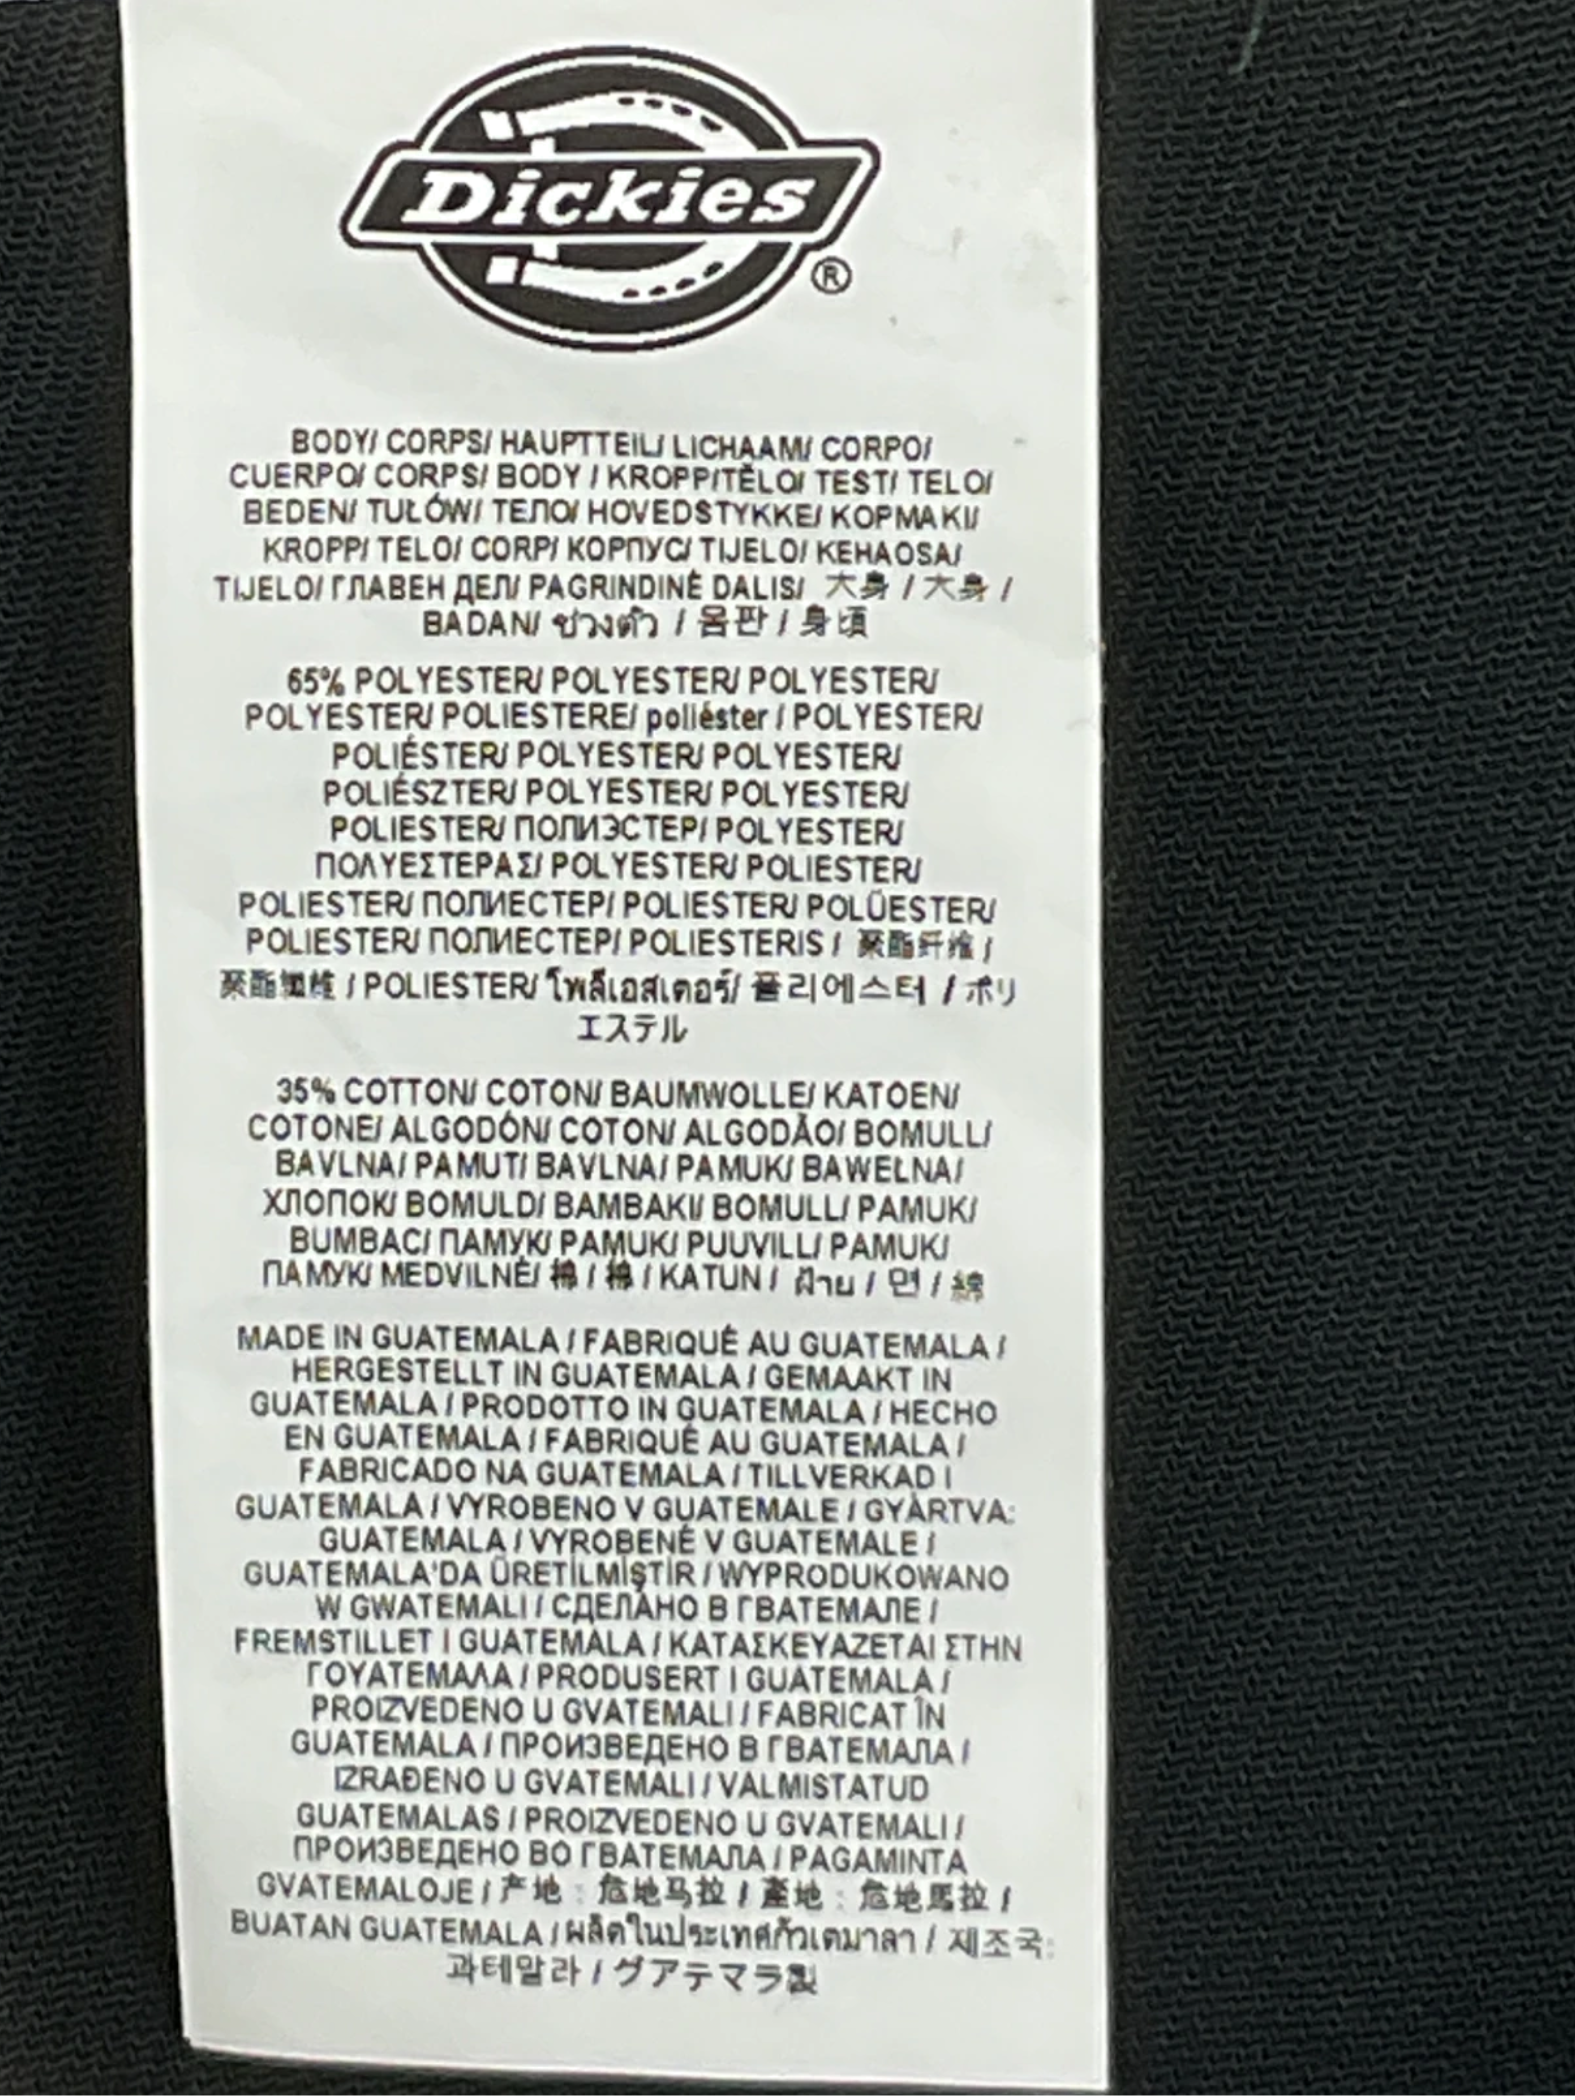 Dickies
®
BODY/ CORPS/ HAUPTTEIL/ LICHAAM/ CORPO/
CUERPO/ CORPS/ BODY / KROPP/TĚLO/ TEST/ TELO/
BEDEN/ TUŁÓW/ ТЕЛО/ HOVEDSTYKKE/ ΚΟΡΜΑΚΙ/
KROPP/ TELO/ CORP/ КОРПУС/ TIJELO/ KEHAOSA/
TIJELO/ ГЛАВЕН ДЕЛ/ PAGRINDINĖ DALIS/ 大身 / 大身 /
BADAN/ ช่วงตัว / 몸판 / 身頃
65% POLYESTER/ POLYESTER/ POLYESTER/
POLYESTER/ POLIESTERE/ poliéster / POLYESTER/
POLIÉSTER/ POLYESTER/ POLYESTER/
POLIÉSZTER/ POLYESTER/ POLYESTER/
POLIESTER/ ПОЛИЭСТЕР/ POLYESTER/
ΠΟΛΥΕΣΤΕΡΑΣ/ POLYESTER/ POLIESTER/
POLIESTER/ ПОЛИЕСТЕР/ POLIESTER/ POLÜESTER/
POLIESTER/ ПОЛИЕСТЕР/ POLIESTERIS / 聚酯纤维 /
聚酯纖維 / POLIESTER/ โพลีเอสเตอร์/ 폴리에스터 / ポリ
エステル
35% COTTON/ COTON/ BAUMWOLLE/ KATOEN/
COTONE/ ALGODÓN/ COTON/ ALGODÃO/ BOMULL/
BAVLNA/ PAMUT/ BAVLNA/ PAMUK/ BAWEŁNA/
ХЛОПОК/ BOMULD/ BAMBAKI/ BOMULL/ PAMUK/
BUMBAC/ ПАМУК/ PAMUK/ PUUVILL/ PAMUK/
ПАМУК/ MEDVILNĖ/ 棉 / 棉 / KATUN / ฝ้าย / 면 / 綿
MADE IN GUATEMALA / FABRIQUÉ AU GUATEMALA /
HERGESTELLT IN GUATEMALA / GEMAAKT IN
GUATEMALA / PRODOTTO IN GUATEMALA / HECHO
EN GUATEMALA / FABRIQUÉ AU GUATEMALA /
FABRICADO NA GUATEMALA / TILLVERKAD I
GUATEMALA / VYROBENO V GUATEMALE / GYÁRTVA:
GUATEMALA / VYROBENÉ V GUATEMALE /
GUATEMALA'DA ÜRETİLMİŞTİR / WYPRODUKOWANO
W GWATEMALI / СДЕЛАНО В ГВАТЕМАЛЕ /
FREMSTILLET I GUATEMALA / ΚΑΤΑΣΚΕΥΑΖΕΤΑΙ ΣΤΗΝ
ΓΟΥΑΤΕΜΑΛΑ / PRODUSERT I GUATEMALA /
PROIZVEDENO U GVATEMALI / FABRICAT ÎN
GUATEMALA / ПРОИЗВЕДЕНО В ГВАТЕМАЛА /
IZRAĐENO U GVATEMALI / VALMISTATUD
GUATEMALAS / PROIZVEDENO U GVATEMALI /
ПРОИЗВЕДЕНО ВО ГВАТЕМАЛА / PAGAMINTA
GVATEMALOJE / 产地 : 危地马拉 / 產地 : 危地馬拉 /
BUATAN GUATEMALA / ผลิตในประเทศกัวเตมาลา / 제조국:
과테말라 / グアテマラ製